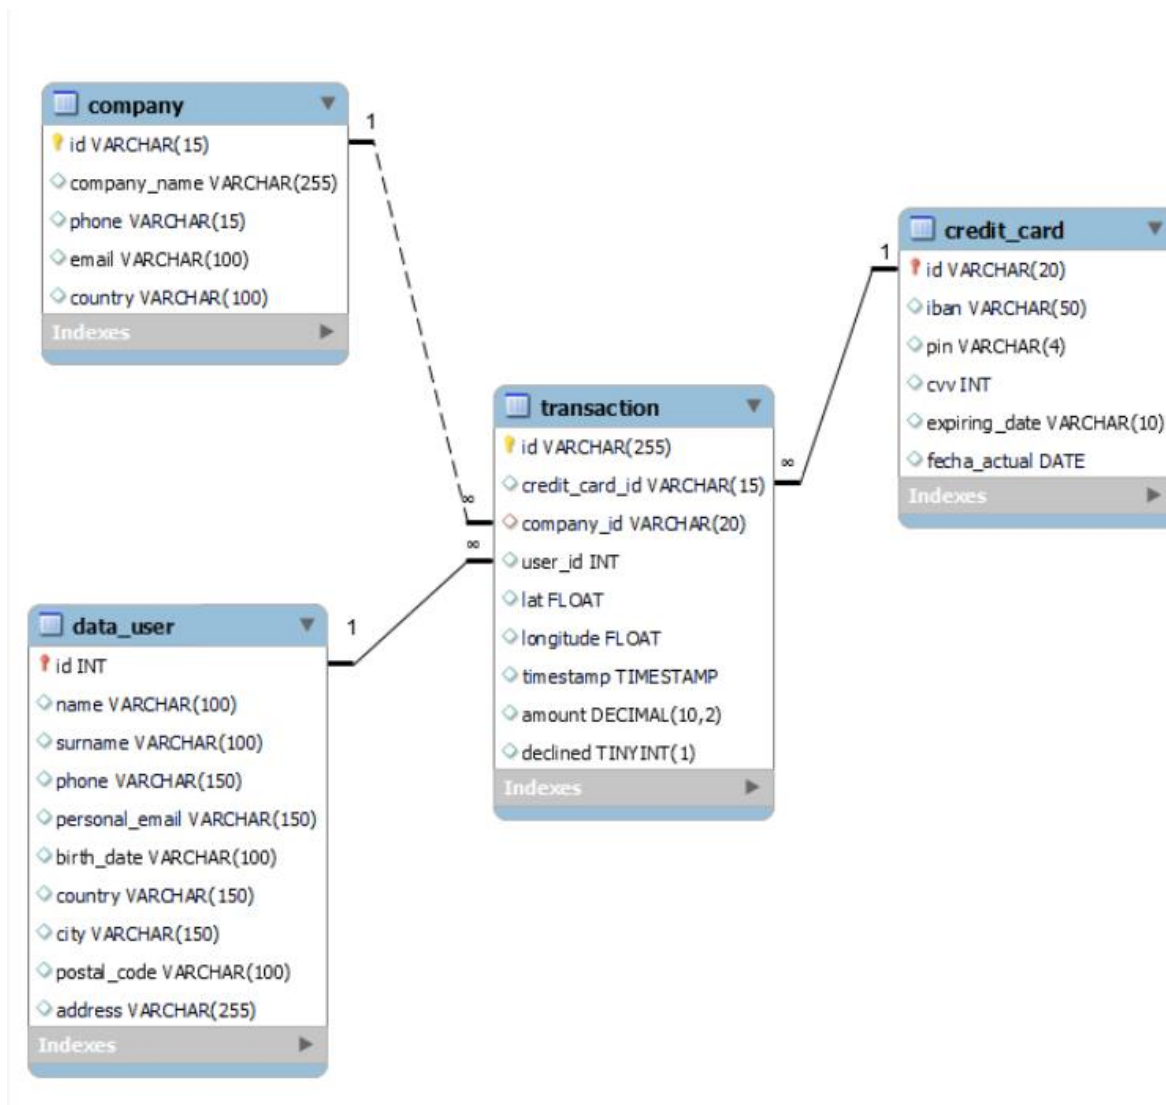 company
id VARCHAR(15)
company_name VARCHAR(255)
phone VARCHAR(15)
email VARCHAR(100)
country VARCHAR(100)
Indexes
1
∞
data_user
id INT
name VARCHAR(100)
surname VARCHAR(100)
phone VARCHAR(150)
personal_email VARCHAR(150)
birth_date VARCHAR(100)
country VARCHAR(150)
city VARCHAR(150)
postal_code VARCHAR(100)
address VARCHAR(255)
Indexes
1
∞
transaction
id VARCHAR(255)
credit_card_id VARCHAR(15)
company_id VARCHAR(20)
user_id INT
lat FLOAT
longitude FLOAT
timestamp TIMESTAMP
amount DECIMAL(10,2)
declined TINYINT(1)
Indexes
∞
1
credit_card
id VARCHAR(20)
iban VARCHAR(50)
pin VARCHAR(4)
cvv INT
expiring_date VARCHAR(10)
fecha_actual DATE
Indexes